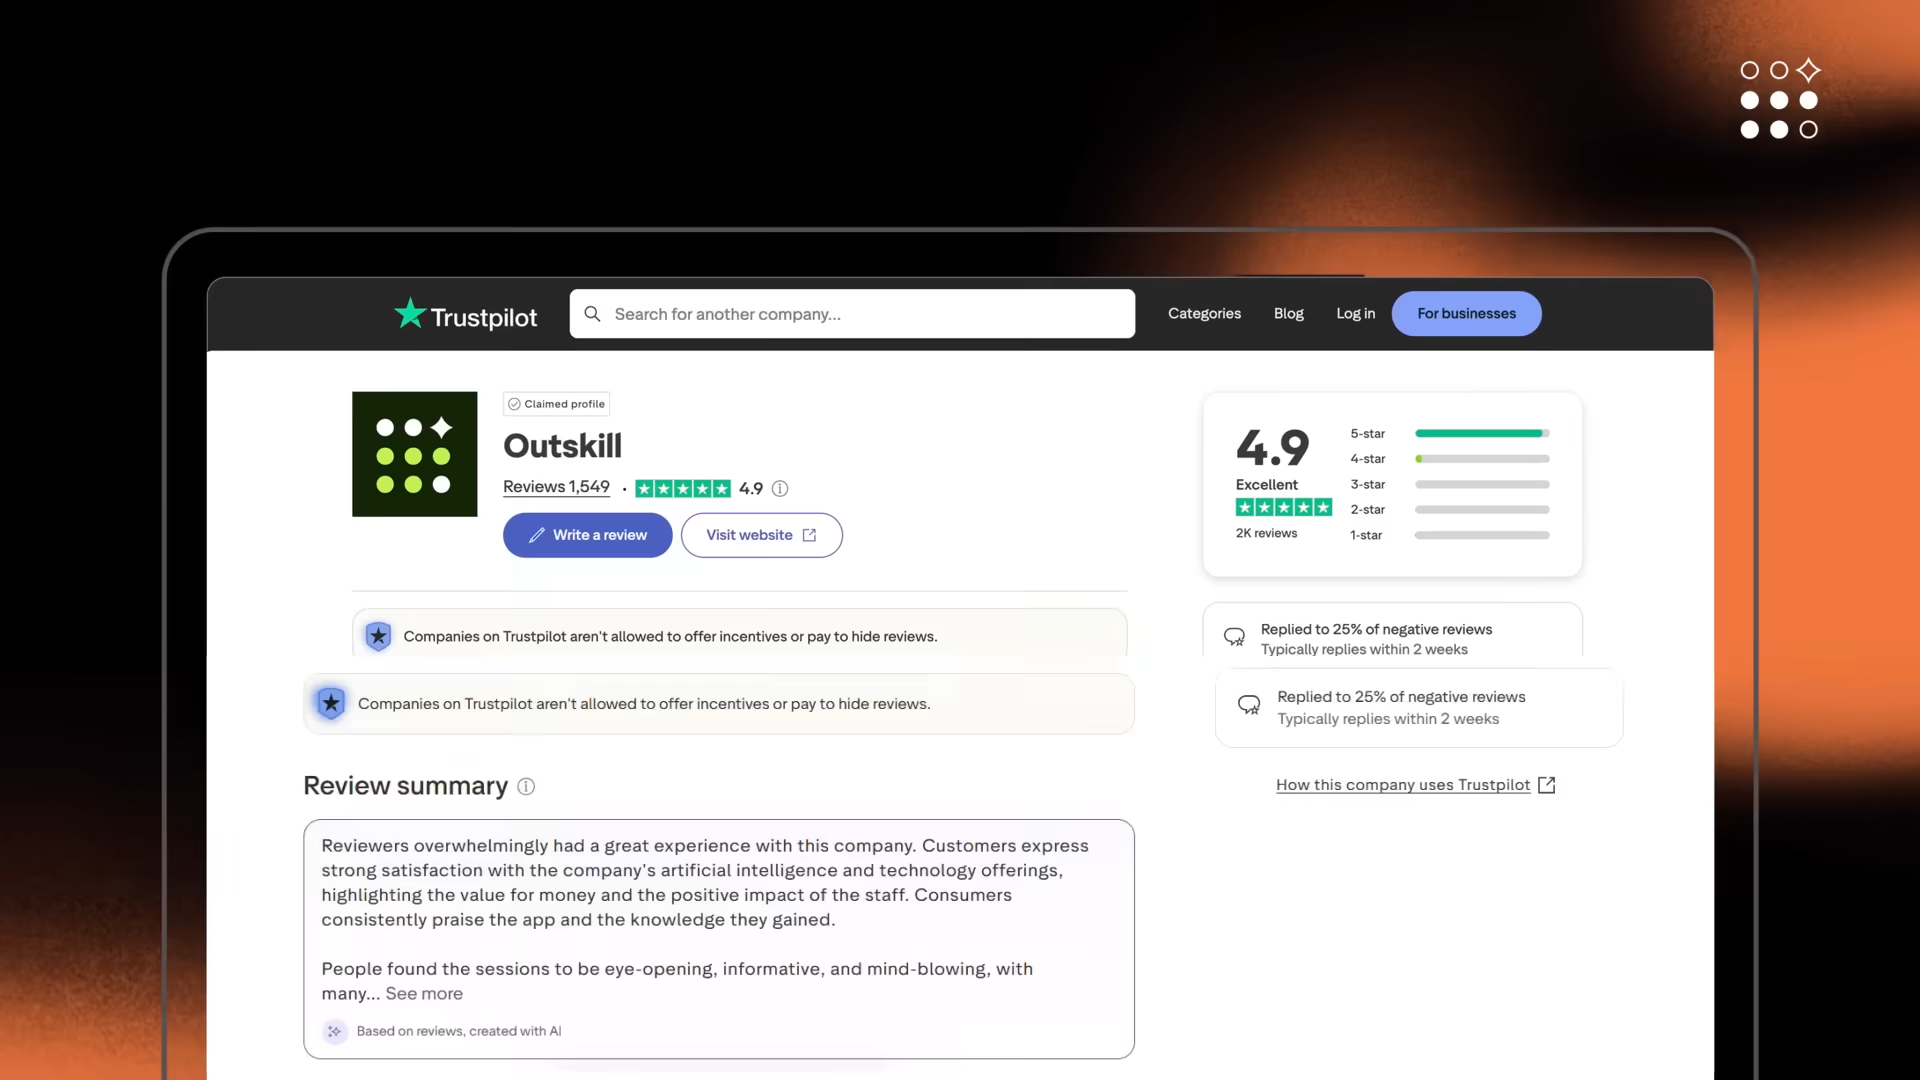 Trustpilot
Search for another company...
Categories
Blog
Log in
For businesses
Claimed profile
Outskill
Reviews 1,549 · 4.9
Write a review
Visit website
4.9
Excellent
2K reviews
5-star
4-star
3-star
2-star
1-star
Companies on Trustpilot aren't allowed to offer incentives or pay to hide reviews.
Replied to 25% of negative reviews
Typically replies within 2 weeks
Companies on Trustpilot aren't allowed to offer incentives or pay to hide reviews.
Replied to 25% of negative reviews
Typically replies within 2 weeks
How this company uses Trustpilot
Review summary
Reviewers overwhelmingly had a great experience with this company. Customers express
strong satisfaction with the company's artificial intelligence and technology offerings,
highlighting the value for money and the positive impact of the staff. Consumers
consistently praise the app and the knowledge they gained.
People found the sessions to be eye-opening, informative, and mind-blowing, with
many... See more
Based on reviews, created with AI